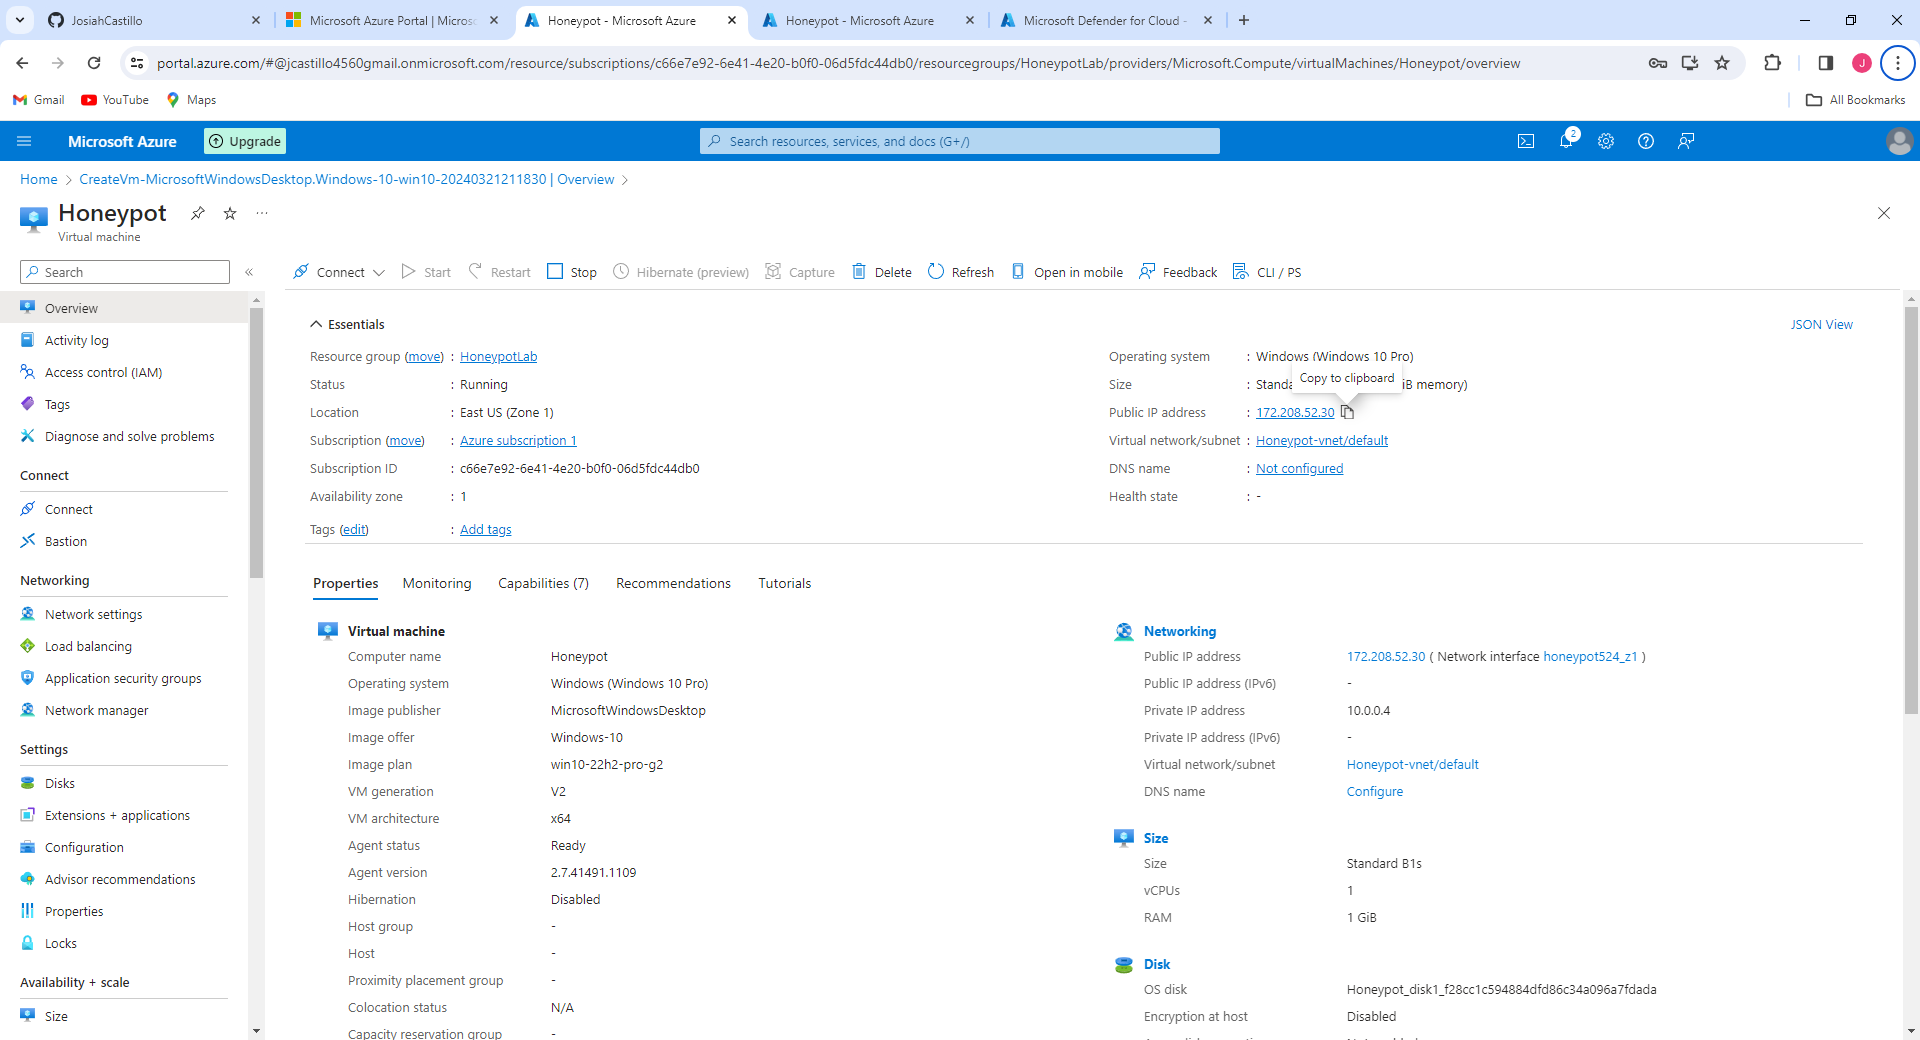 JosiahCastillo
Microsoft Azure Portal | Micros
Honeypot - Microsoft Azure
Honeypot - Microsoft Azure
Microsoft Defender for Cloud -
portal.azure.com/#@jcastillo4560gmail.onmicrosoft.com/resource/subscriptions/c66e7e92-6e41-4e20-b0f0-06d5fdc44db0/resourcegroups/HoneypotLab/providers/Microsoft.Compute/virtualMachines/Honeypot/overview
J
Gmail YouTube Maps All Bookmarks
Microsoft Azure Upgrade Search resources, services, and docs (G+/) 2
Home > CreateVm-MicrosoftWindowsDesktop.Windows-10-win10-20240321211830 | Overview >
Honeypot ...
Virtual machine
Search «
Connect Start Restart Stop Hibernate (preview) Capture Delete Refresh Open in mobile Feedback CLI / PS
Overview
Activity log
Access control (IAM)
Tags
Diagnose and solve problems
Connect
Connect
Bastion
Networking
Network settings
Load balancing
Application security groups
Network manager
Settings
Disks
Extensions + applications
Configuration
Advisor recommendations
Properties
Locks
Availability + scale
Size
Essentials
JSON View
Resource group (move) : HoneypotLab
Status : Running
Location : East US (Zone 1)
Subscription (move) : Azure subscription 1
Subscription ID : c66e7e92-6e41-4e20-b0f0-06d5fdc44db0
Availability zone : 1
Tags (edit) : Add tags
Operating system : Windows (Windows 10 Pro)
Copy to clipboard
Size : memory)
Public IP address : 172.208.52.30
Virtual network/subnet : Honeypot-vnet/default
DNS name : Not configured
Health state : -
Properties Monitoring Capabilities (7) Recommendations Tutorials
Virtual machine
Computer name Honeypot
Operating system Windows (Windows 10 Pro)
Image publisher MicrosoftWindowsDesktop
Image offer Windows-10
Image plan win10-22h2-pro-g2
VM generation V2
VM architecture x64
Agent status Ready
Agent version 2.7.41491.1109
Hibernation Disabled
Host group -
Host -
Proximity placement group -
Colocation status N/A
Capacity reservation group -
Networking
Public IP address 172.208.52.30 ( Network interface honeypot524_z1 )
Public IP address (IPv6) -
Private IP address 10.0.0.4
Private IP address (IPv6) -
Virtual network/subnet Honeypot-vnet/default
DNS name Configure
Size
Size Standard B1s
vCPUs 1
RAM 1 GiB
Disk
OS disk Honeypot_disk1_f28cc1c594884dfd86c34a096a7fdada
Encryption at host Disabled